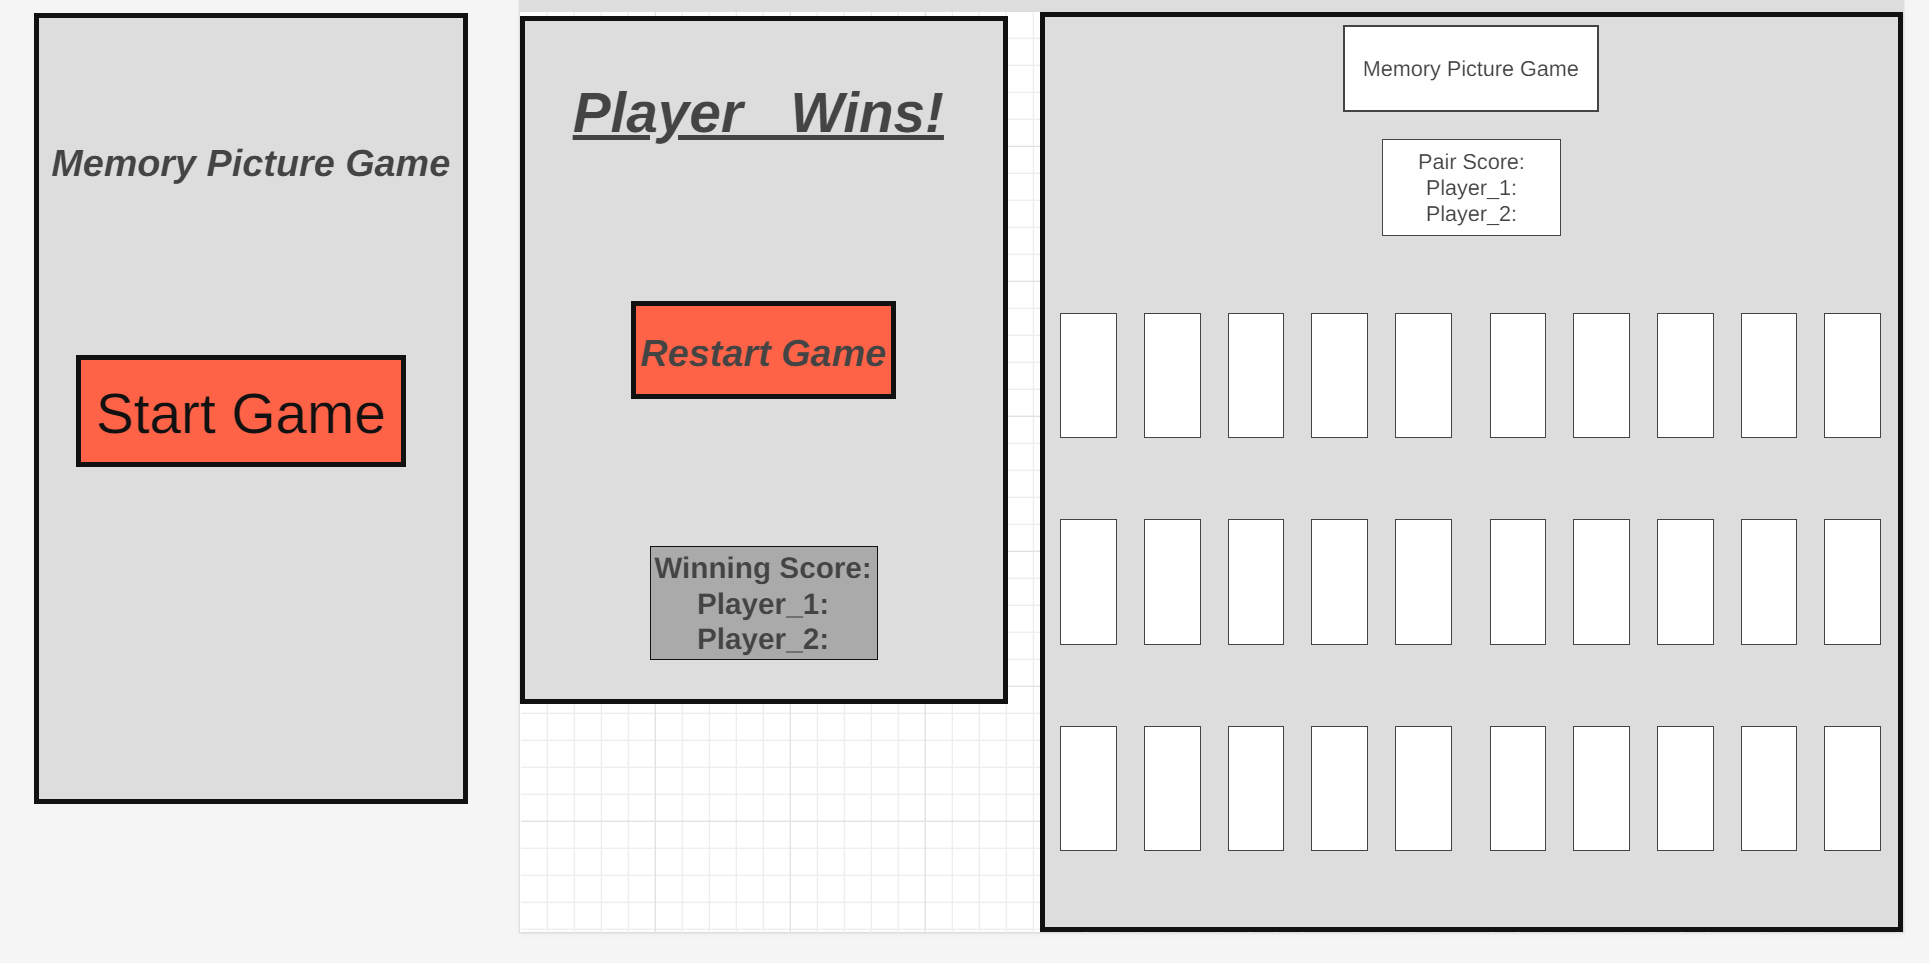 Memory Picture Game
Start Game
Player   Wins!
Restart Game
Winning Score:
Player_1:
Player_2:
Memory Picture Game
Pair Score:
Player_1:
Player_2: